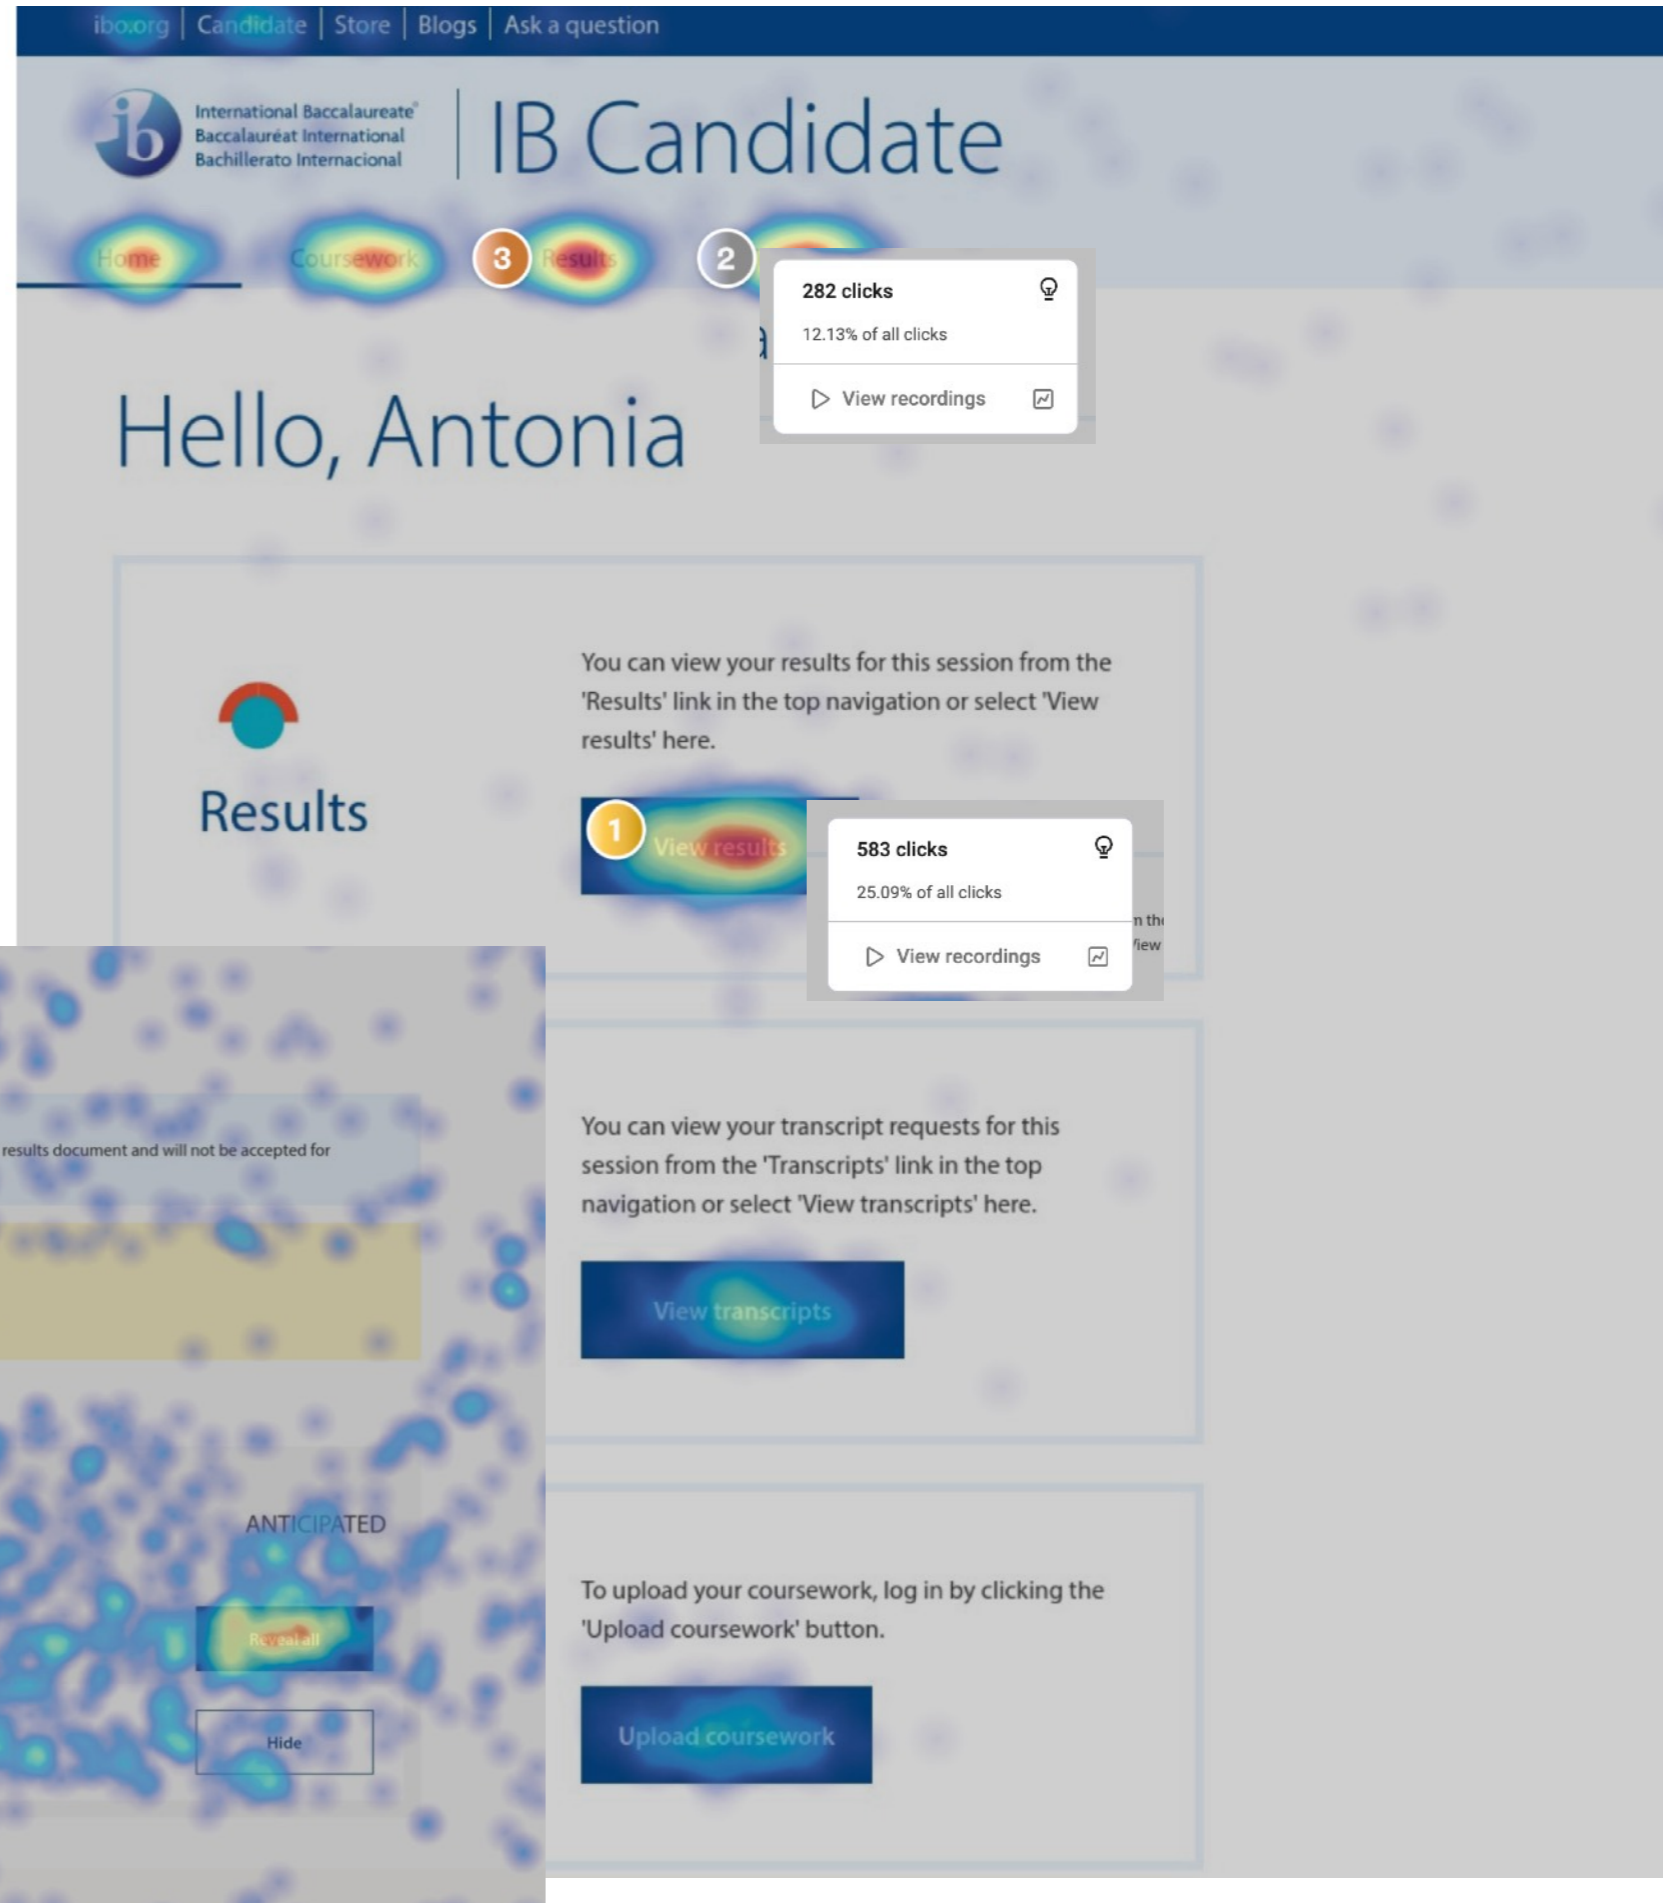 ibo.org | Candidate | Store | Blogs | Ask a question
ib
International Baccalaureate®
Baccalauréat International
Bachillerato Internacional
IB Candidate
Home
Coursework
3
Results
2
282 clicks
12.13% of all clicks
View recordings
Hello, Antonia
You can view your results for this session from the
'Results' link in the top navigation or select 'View
results' here.
Results
1
View results
583 clicks
25.09% of all clicks
View recordings
You can view your transcript requests for this
session from the 'Transcripts' link in the top
navigation or select 'View transcripts' here.
View transcripts
results document and will not be accepted for
ANTICIPATED
Reveal all
Hide
To upload your coursework, log in by clicking the
'Upload coursework' button.
Upload coursework